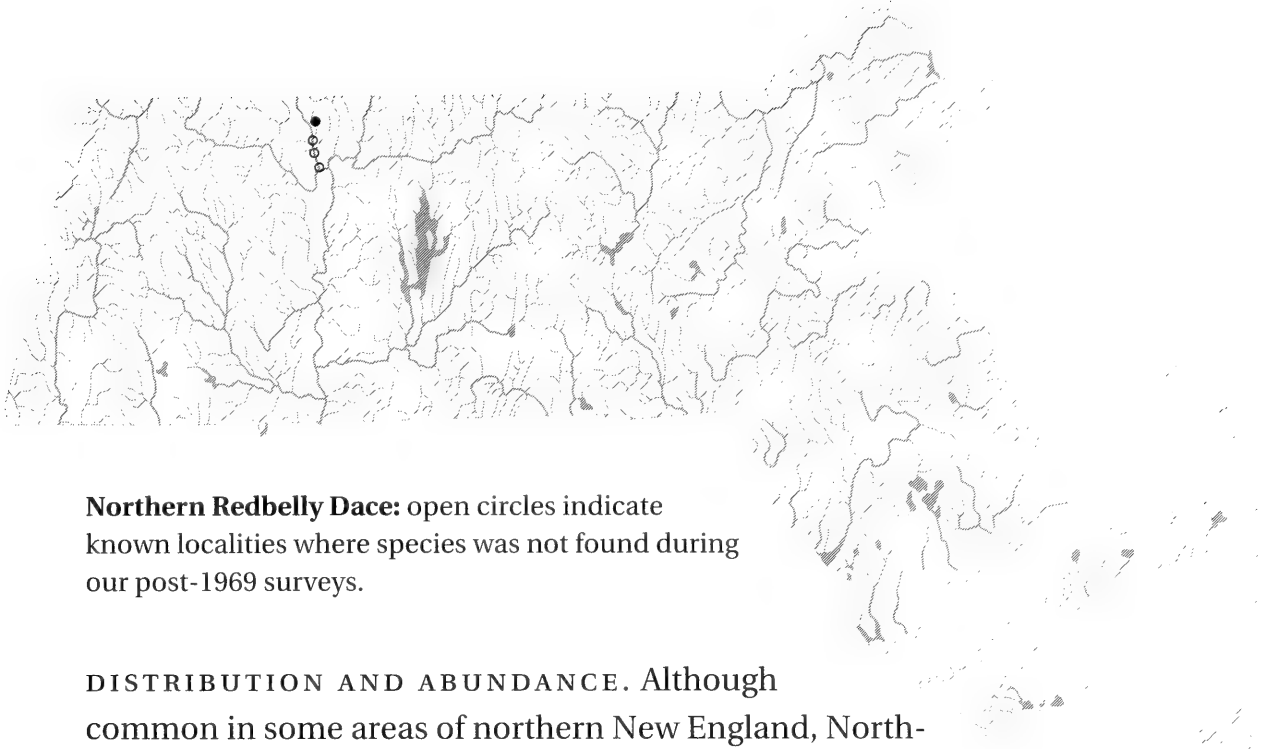 Northern Redbelly Dace: open circles indicate
known localities where species was not found during
our post-1969 surveys.
DISTRIBUTION AND ABUNDANCE. Although
common in some areas of northern New England, North-